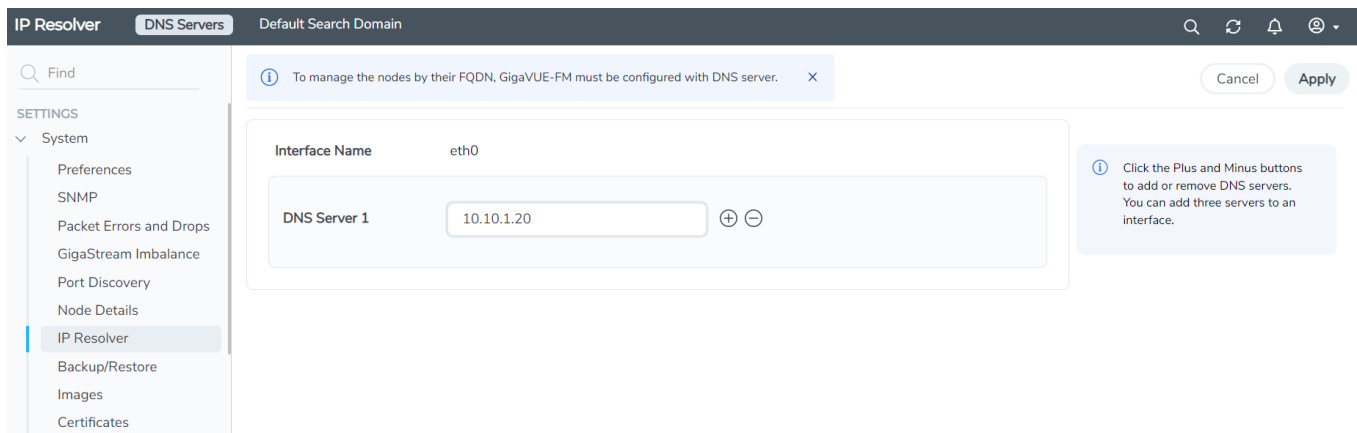 IP Resolver DNS Servers Default Search Domain
Find
To manage the nodes by their FQDN, GigaVUE-FM must be configured with DNS server. X
Cancel Apply
SETTINGS
System
Preferences
SNMP
Packet Errors and Drops
GigaStream Imbalance
Port Discovery
Node Details
IP Resolver
Backup/Restore
Images
Certificates
Interface Name eth0
DNS Server 1 10.10.1.20
Click the Plus and Minus buttons
to add or remove DNS servers.
You can add three servers to an
interface.